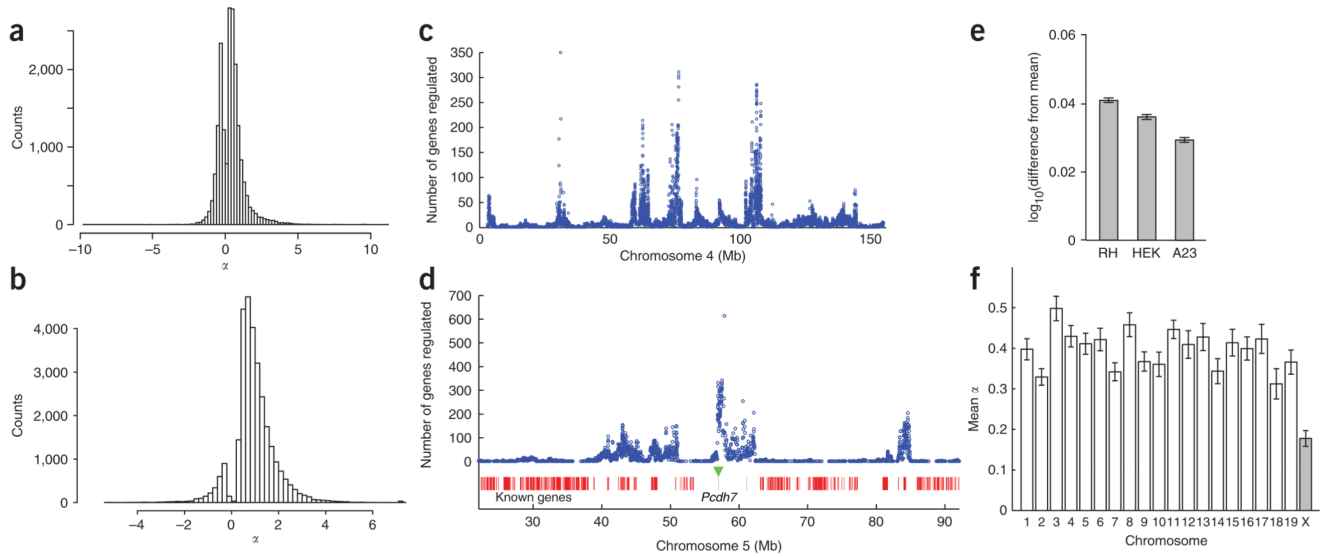 a
2,000
1,000
0
Counts
−10
−5
0
5
10
α
b
4,000
3,000
2,000
1,000
0
Counts
−4
−2
0
2
4
6
α
c
350
300
250
200
150
100
50
0
Number of genes regulated
0
50
100
150
Chromosome 4 (Mb)
d
700
600
500
400
300
200
100
0
Number of genes regulated
Known genes
Pcdh7
30
40
50
60
70
80
90
Chromosome 5 (Mb)
e
0.06
0.04
0.02
0
log10(difference from mean)
RH HEK A23
f
0.5
0.4
0.3
0.2
0.1
0
Mean α
1 2 3 4 5 6 7 8 9 10 11 12 13 14 15 16 17 18 19 X
Chromosome